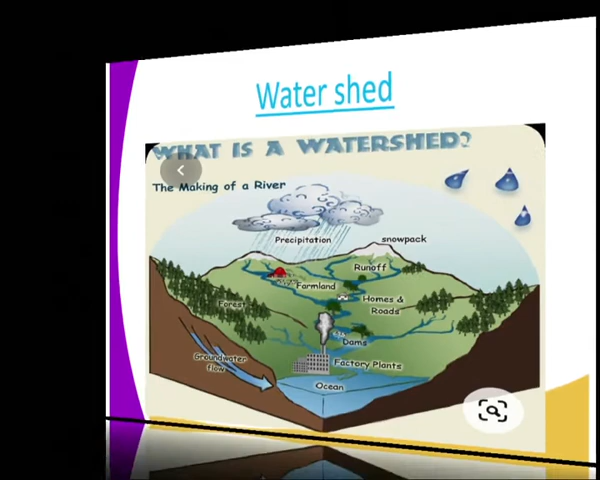 Water shed
WHAT IS A WATERSHED?
The Making of a River
Precipitation
snowpack
Runoff
Farmland
Forest
Homes &
Roads
Dams
Groundwater
flow
Factory Plants
Ocean